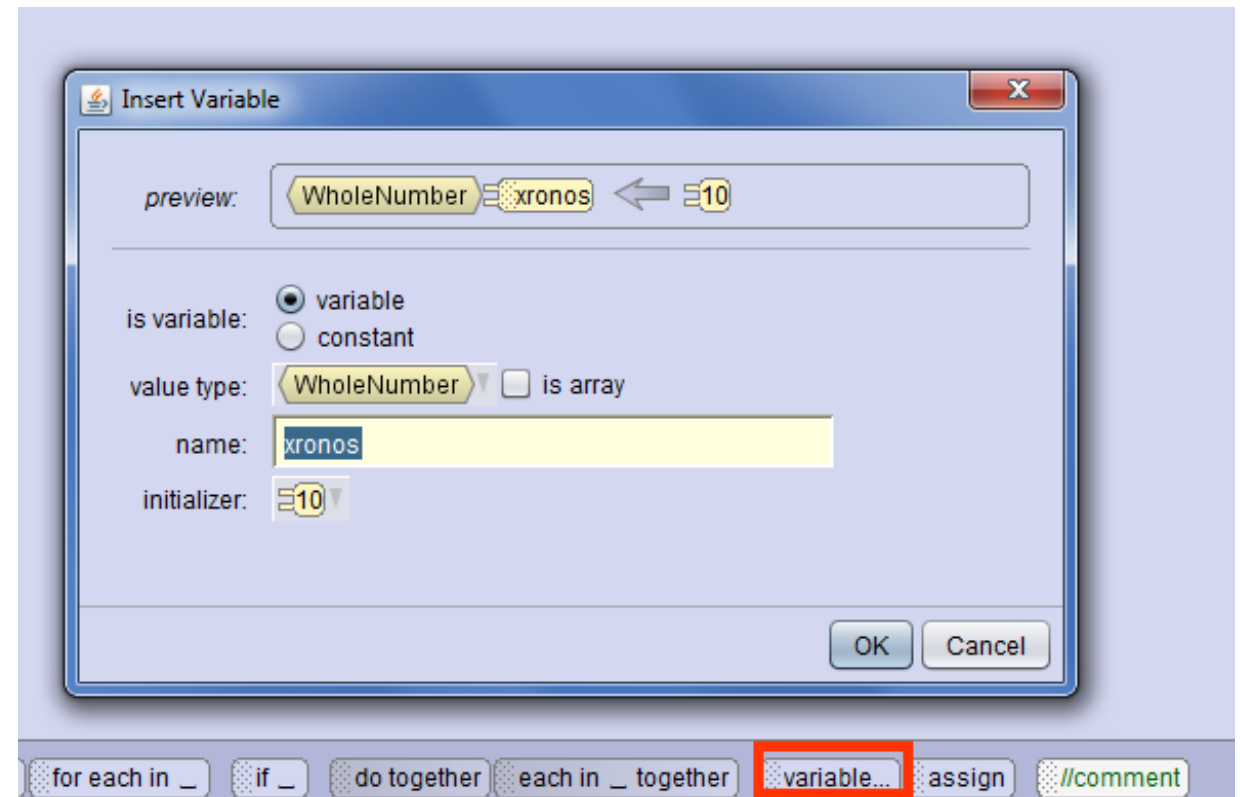 Insert Variable
preview: WholeNumber xronos 10
is variable: variable
constant
value type: WholeNumber is array
name: xronos
initializer: 10
OK Cancel
for each in _ if _ do together each in _ together variable... assign //comment